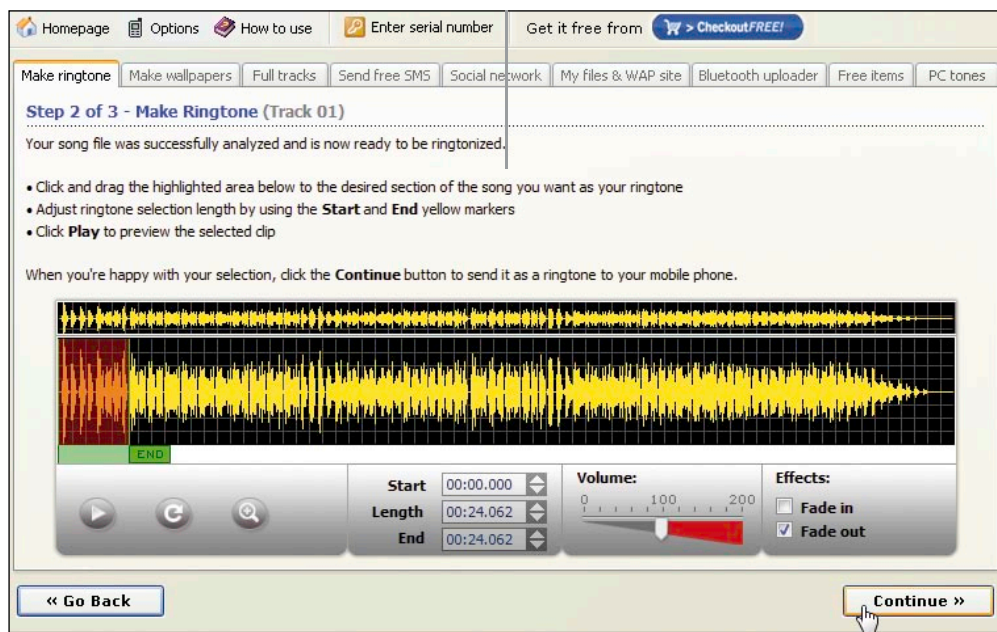 Homepage Options How to use Enter serial number Get it free from > CheckoutFREE!
Make ringtone Make wallpapers Full tracks Send free SMS Social network My files & WAP site Bluetooth uploader Free items PC tones
Step 2 of 3 - Make Ringtone (Track 01)
Your song file was successfully analyzed and is now ready to be ringtonized.
• Click and drag the highlighted area below to the desired section of the song you want as your ringtone
• Adjust ringtone selection length by using the Start and End yellow markers
• Click Play to preview the selected clip
When you're happy with your selection, click the Continue button to send it as a ringtone to your mobile phone.
END
Start 00:00.000
Length 00:24.062
End 00:24.062
Volume:
0 100 200
Effects:
Fade in
Fade out
« Go Back
Continue »